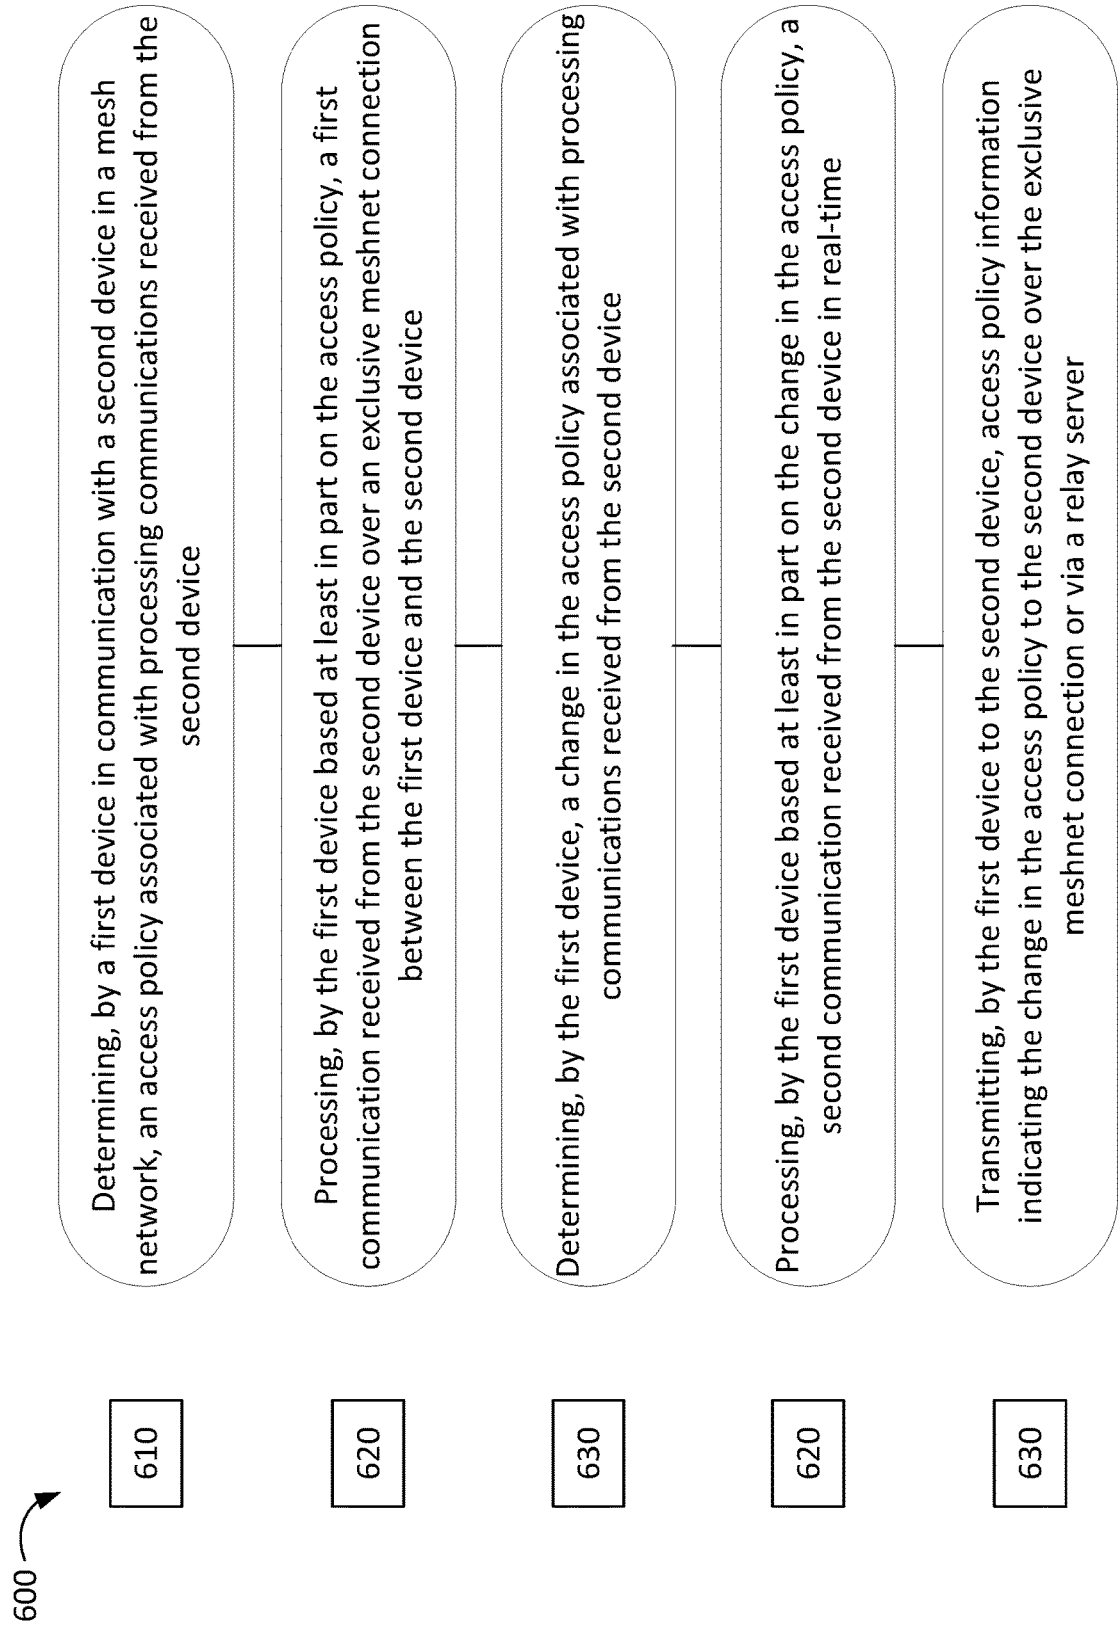 600
610
Determining, by a first device in communication with a second device in a mesh
network, an access policy associated with processing communications received from the
second device
620
Processing, by the first device based at least in part on the access policy, a first
communication received from the second device over an exclusive meshnet connection
between the first device and the second device
630
Determining, by the first device, a change in the access policy associated with processing
communications received from the second device
620
Processing, by the first device based at least in part on the change in the access policy, a
second communication received from the second device in real-time
630
Transmitting, by the first device to the second device, access policy information
indicating the change in the access policy to the second device over the exclusive
meshnet connection or via a relay server